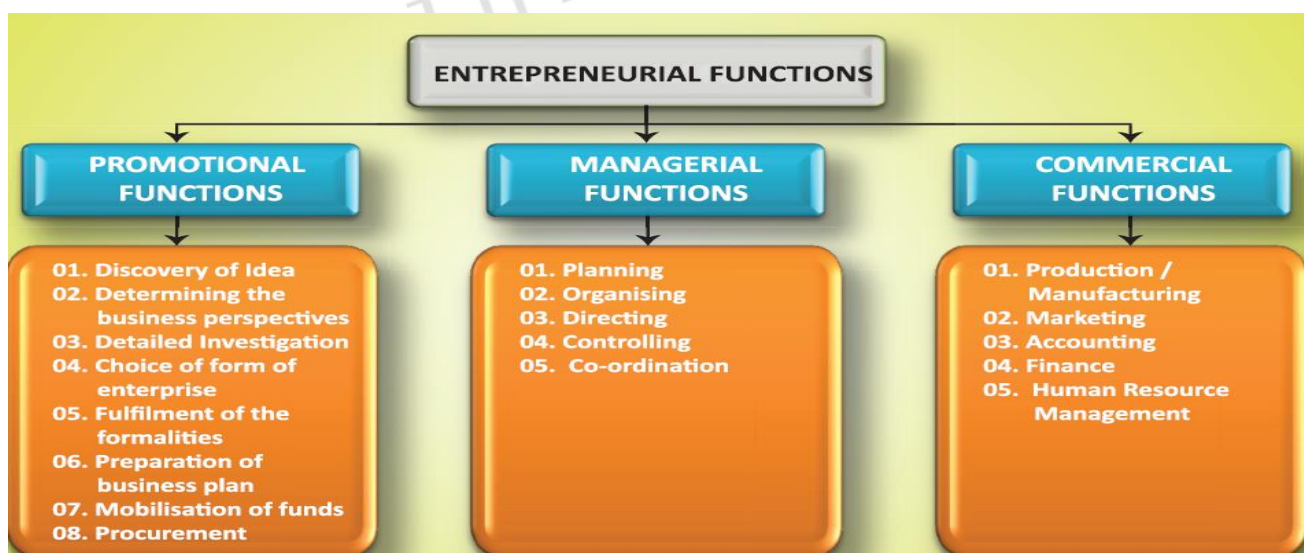 ENTREPRENEURIAL FUNCTIONS
PROMOTIONAL
FUNCTIONS
01. Discovery of Idea
02. Determining the
business perspectives
03. Detailed Investigation
04. Choice of form of
enterprise
05. Fulfilment of the
formalities
06. Preparation of
business plan
07. Mobilisation of funds
08. Procurement
MANAGERIAL
FUNCTIONS
01. Planning
02. Organising
03. Directing
04. Controlling
05. Co-ordination
COMMERCIAL
FUNCTIONS
01. Production /
Manufacturing
02. Marketing
03. Accounting
04. Finance
05. Human Resource
Management